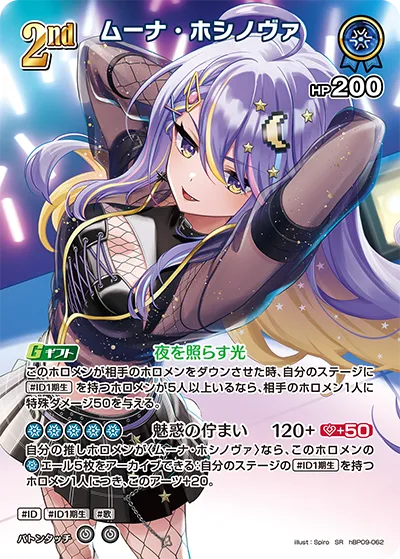 2nd
ムーナ・ホシノヴァ
HP200
Gギフト 夜を照らす光
このホロメンが相手のホロメンをダウンさせた時、自分のステージに
#ID1期生を持つホロメンが5人以上いるなら、相手のホロメン1人に
特殊ダメージ50を与える。
魅惑の佇まい 120+ +50
自分の推しホロメンが〈ムーナ・ホシノヴァ〉なら、このホロメンの
エール5枚をアーカイブできる:自分のステージの#ID1期生を持つ
ホロメン1人につき、このアーツ+20。
#ID #ID1期生 #歌
バトンタッチ
illust : Spiro SR hBP09-062